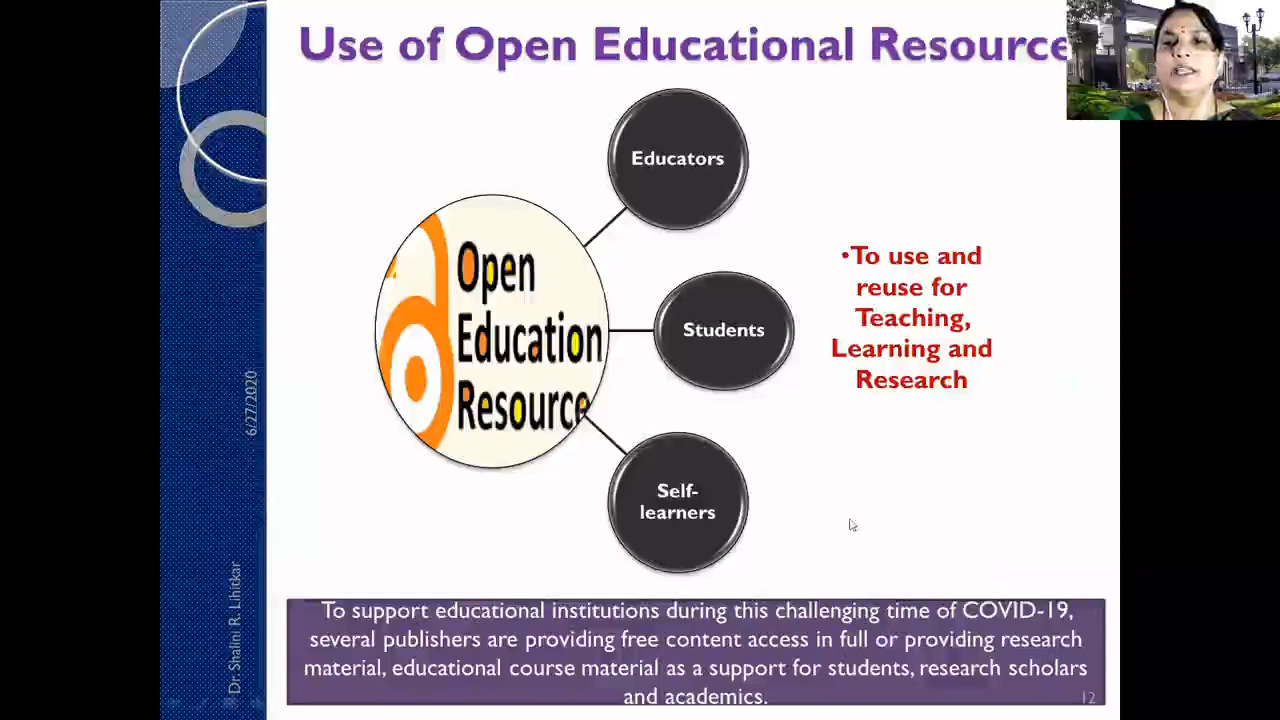 Use of Open Educational Resource
Educators
Open
Education
Resource
Students
•To use and
reuse for
Teaching,
Learning and
Research
Self-
learners
6/27/2020
Dr. Shalini R. Lihitkar
To support educational institutions during this challenging time of COVID-19,
several publishers are providing free content access in full or providing research
material, educational course material as a support for students, research scholars
and academics.
12